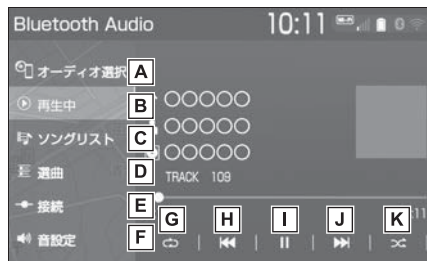 Bluetooth Audio 10:11
オーディオ選択 A
再生中 B ○○○○○
ソングリスト C ○○○○○
○○○○○
選曲 D TRACK 109
接続 E :11
音設定 F
G H I J K